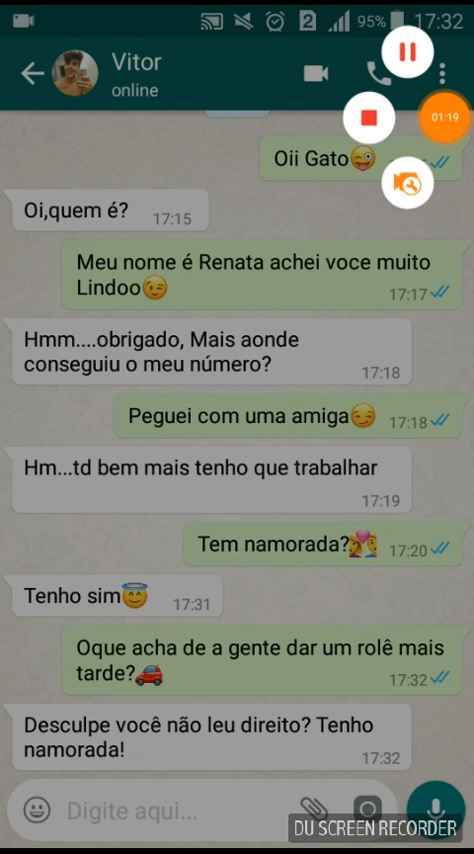 2 95% 17:32
Vitor
online
01:19
Oii Gato😜
Oi,quem é? 17:15
Meu nome é Renata achei voce muito
Lindoo😉 17:17
Hmm....obrigado, Mais aonde
conseguiu o meu número? 17:18
Peguei com uma amiga😏 17:18
Hm...td bem mais tenho que trabalhar
17:19
Tem namorada?💑 17:20
Tenho sim😇 17:31
Oque acha de a gente dar um rolê mais
tarde?🚗 17:32
Desculpe você não leu direito? Tenho
namorada! 17:32
Digite aqui...
DU SCREEN RECORDER